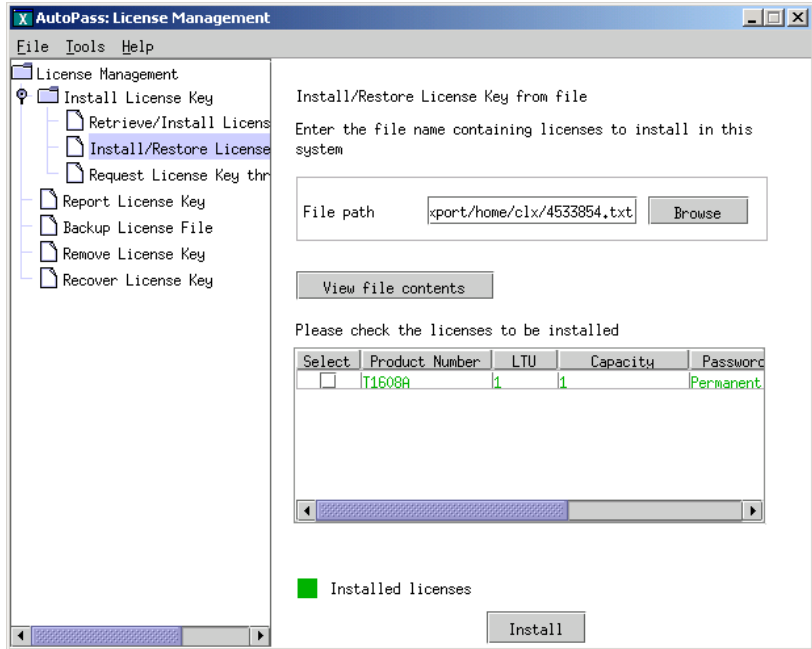 AutoPass: License Management
File Tools Help
License Management
Install License Key
Retrieve/Install Licens
Install/Restore License
Request License Key thr
Report License Key
Backup License File
Remove License Key
Recover License Key
Install/Restore License Key from file
Enter the file name containing licenses to install in this
system
File path xport/home/clx/4533854.txt Browse
View file contents
Please check the licenses to be installed
Select Product Number LTU Capacity Password
T1608A 1 1 Permanent
Installed licenses
Install